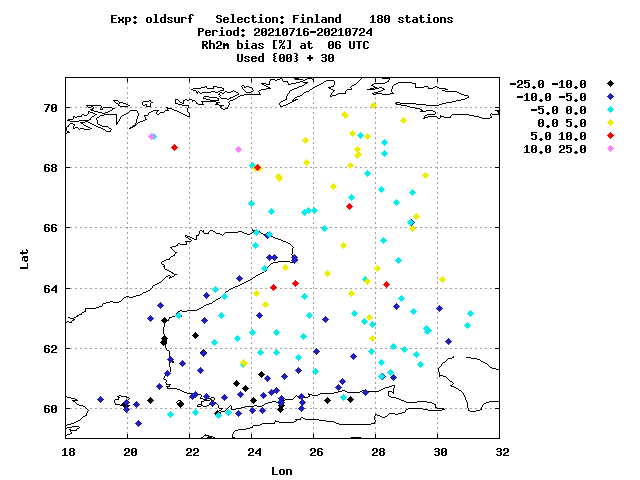 Exp: oldsurf   Selection: Finland    180 stations
Period: 20210716-20210724
Rh2m bias [%] at  06 UTC
Used {00} + 30
-25.0 -10.0
-10.0 -5.0
-5.0 0.0
0.0 5.0
5.0 10.0
10.0 25.0
70
68
66
64
62
60
Lat
18 20 22 24 26 28 30 32
Lon